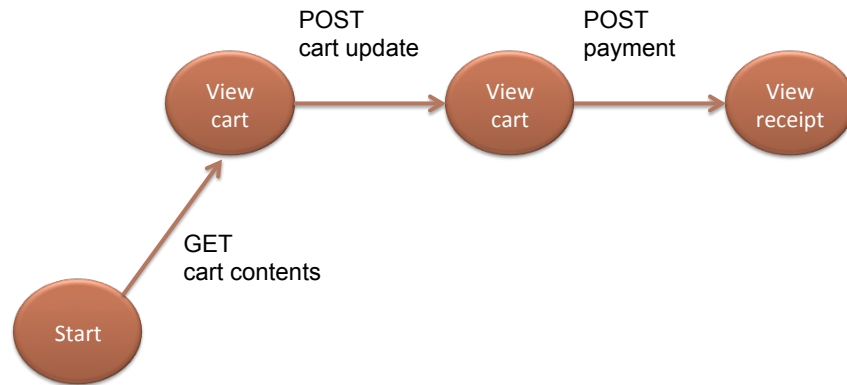 POST
cart update
POST
payment
View
cart
View
cart
View
receipt
GET
cart contents
Start